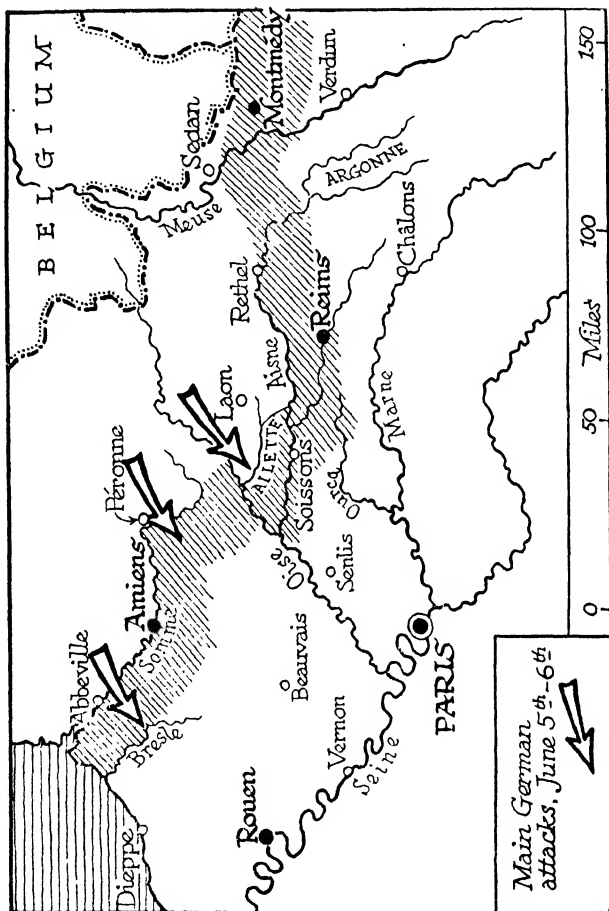 BELGIUM
Abbeville
Péronne
Amiens
Somme
Bresle
Dieppe
Laon
Sedan
Meuse
Montmédy
Rethel
Aisne
AILETTE
Oise
Soissons
Reims
ARGONNE
Verdun
Rouen
Beauvais
Senlis
Ourcq
Marne
Châlons
Vernon
Seine
PARIS
Main German
attacks, June 5th-6th
0 50 Miles 100 150